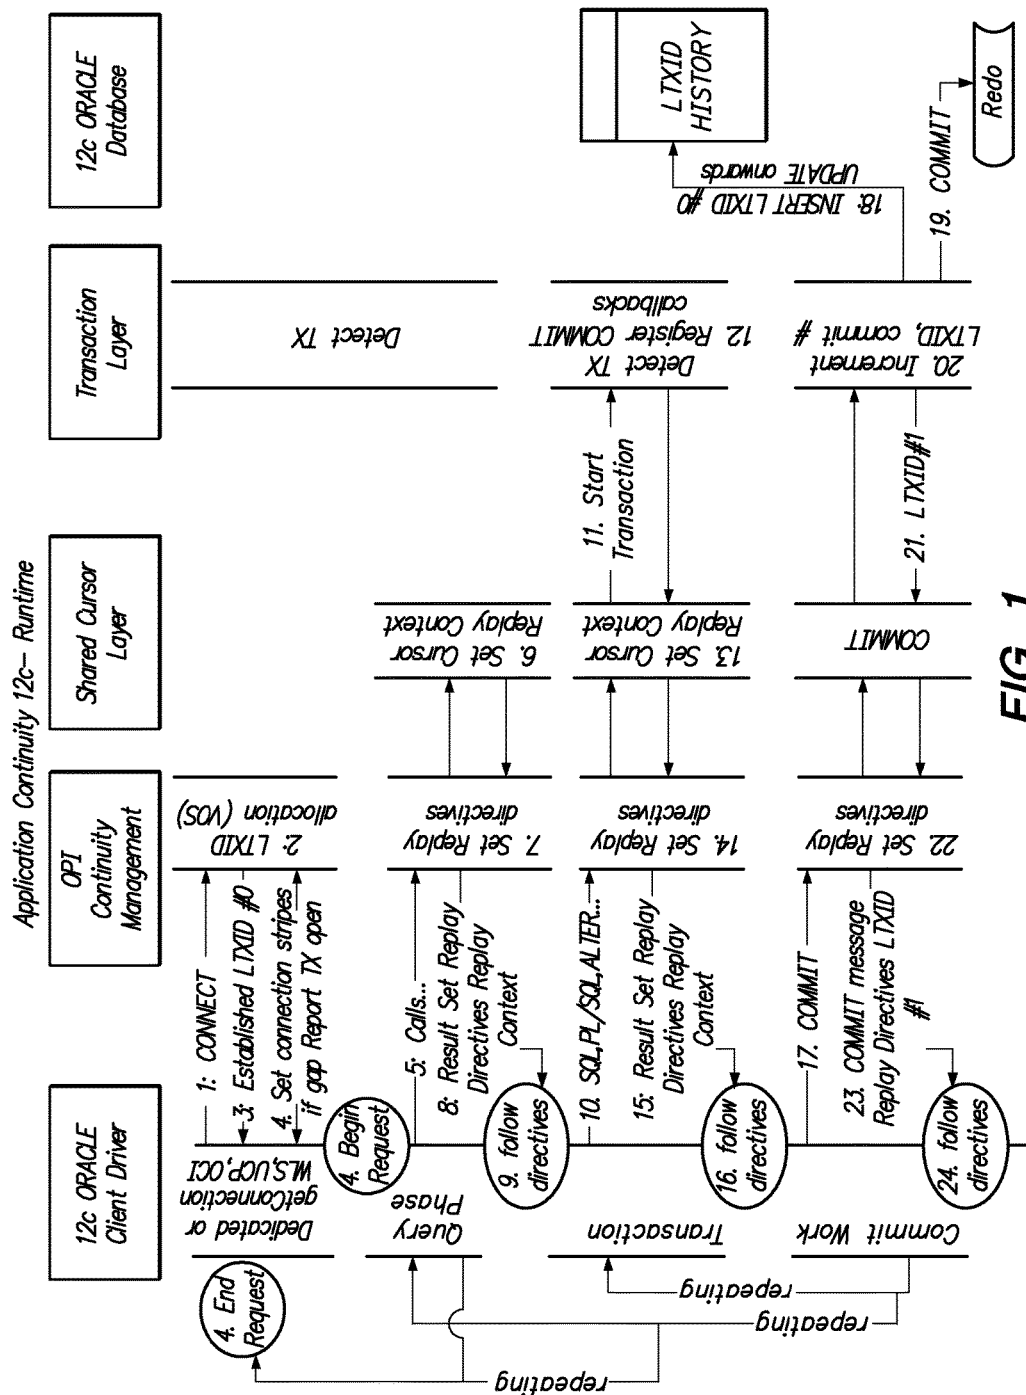 Application Continuity 12c– Runtime
12c ORACLE
Client Driver
OPI
Continuity
Management
Shared Cursor
Layer
Transaction
Layer
12c ORACLE
Database
4. End
Request
Dedicated or
getConnection
WLS,UCP,OCI
1: CONNECT
3: Established LTXID #0
4. Set connection stripes
if gap Report TX open
2: LTXID
allocation (VOS)
Detect TX
4. Begin
Request
Query
Phase
5: Calls...
8: Result Set Replay
Directives Replay
Context
7. Set Replay
directives
6. Set Cursor
Replay Context
9. follow
directives
Transaction
10. SQL,PL/SQL,ALTER...
15: Result Set Replay
Directives Replay
Context
14. Set Replay
directives
13. Set Cursor
Replay Context
11. Start
Transaction
Detect TX
12. Register COMMIT
callbacks
16. follow
directives
LTXID
HISTORY
18: INSERT LTXID #0
UPDATE onwards
Commit Work
17. COMMIT
23. COMMIT message
Replay Directives LTXID
#1
22. Set Replay
directives
COMMIT
21. LTXID#1
20. Increment
LTXID, commit #
19. COMMIT
Redo
24. follow
directives
repeating
repeating
repeating
FIG. 1